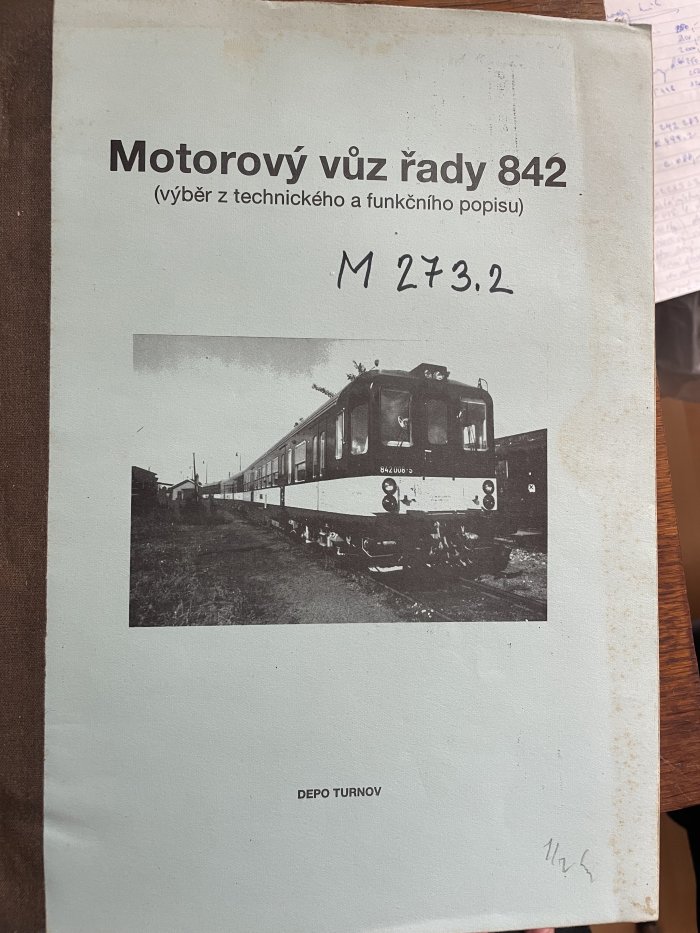 Motorový vůz řady 842
(výběr z technického a funkčního popisu)
M 273.2
842 006-5
DEPO TURNOV